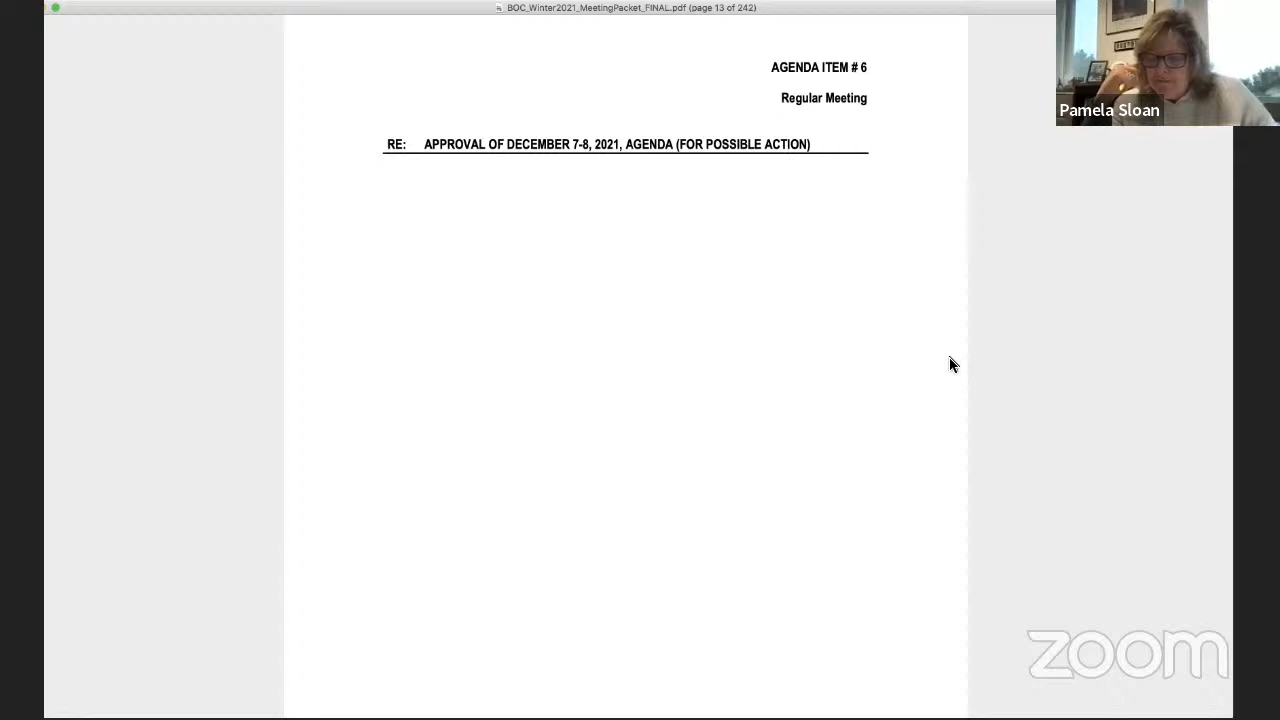 BOC_Winter2021_MeetingPacket_FINAL.pdf (page 13 of 242)
AGENDA ITEM # 6
Regular Meeting
Pamela Sloan
RE: APPROVAL OF DECEMBER 7-8, 2021, AGENDA (FOR POSSIBLE ACTION)
zoom